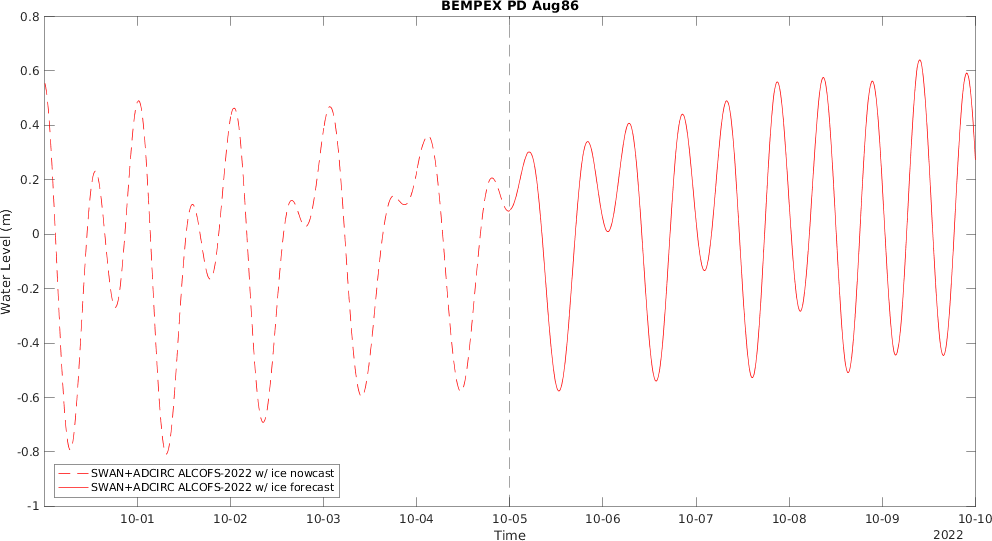 BEMPEX PD Aug86
0.8
0.6
0.4
0.2
0
-0.2
-0.4
-0.6
-0.8
-1
Water Level (m)
SWAN+ADCIRC ALCOFS-2022 w/ ice nowcast
SWAN+ADCIRC ALCOFS-2022 w/ ice forecast
10-01 10-02 10-03 10-04 10-05 10-06 10-07 10-08 10-09 10-10
Time
2022